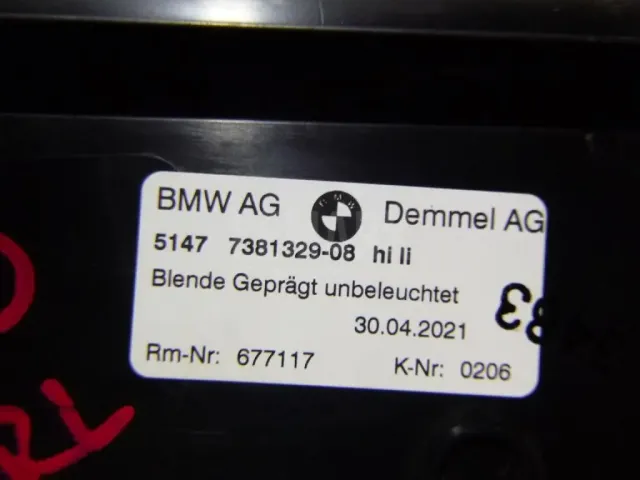 BMW AG BMW Demmel AG
5147 7381329-08 hi li
Blende Geprägt unbeleuchtet
30.04.2021
Rm-Nr: 677117 K-Nr: 0206